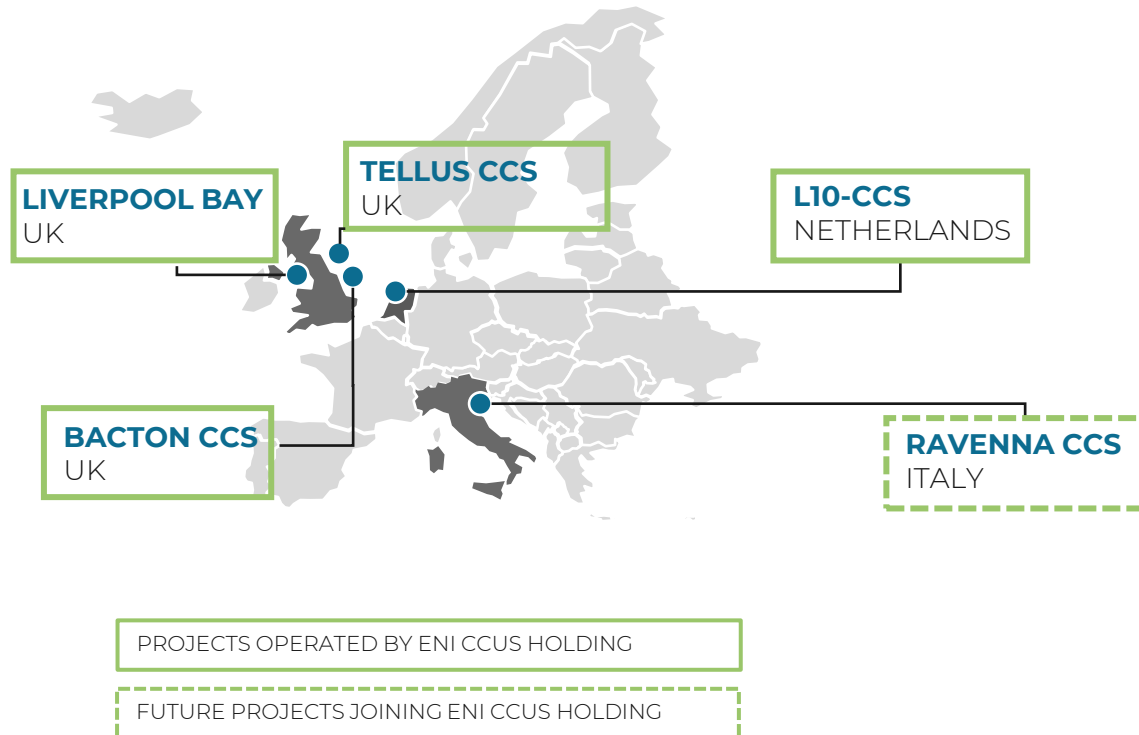 TELLUS CCS
UK
LIVERPOOL BAY
UK
L10-CCS
NETHERLANDS
BACTON CCS
UK
RAVENNA CCS
ITALY
PROJECTS OPERATED BY ENI CCUS HOLDING
FUTURE PROJECTS JOINING ENI CCUS HOLDING